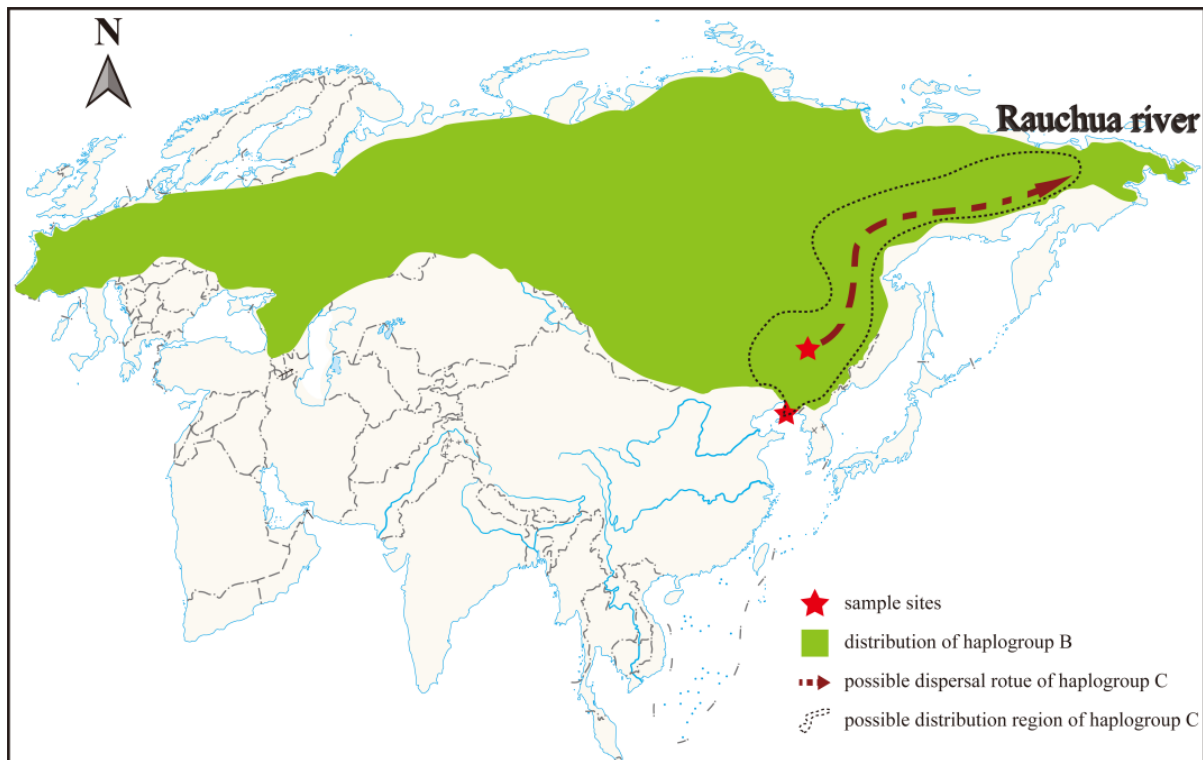 N
Rauchua river
sample sites
distribution of haplogroup B
possible dispersal rotue of haplogroup C
possible distribution region of haplogroup C